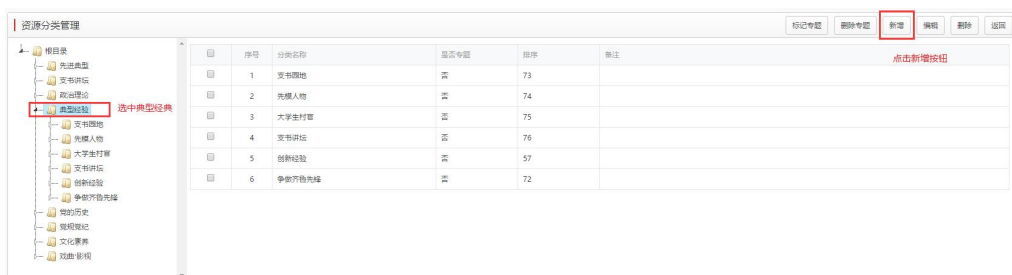 资源分类管理
标记专题 删除专题 新增 编辑 删除 返回
根目录
先进典型
支书讲坛
政治理论
典型经验
选中典型经典
支书园地
先模人物
大学生村官
支书讲坛
创新经验
争做齐鲁先锋
党的历史
党规党纪
文化素养
戏曲·影视
序号 分类名称 是否专题 排序 备注
点击新增按钮
1 支书园地 否 73
2 先模人物 否 74
3 大学生村官 否 75
4 支书讲坛 否 76
5 创新经验 否 57
6 争做齐鲁先锋 否 72